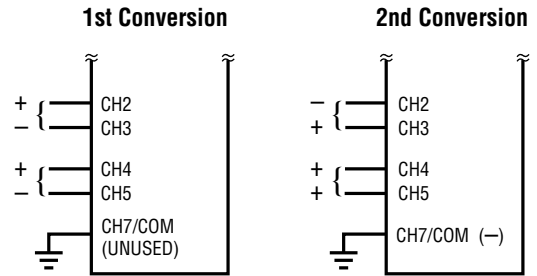 1st Conversion
2nd Conversion
+ { CH2
– CH3
+ { CH4
– CH5
CH7/COM
(UNUSED)
– { CH2
+ CH3
+ { CH4
+ CH5
CH7/COM (–)